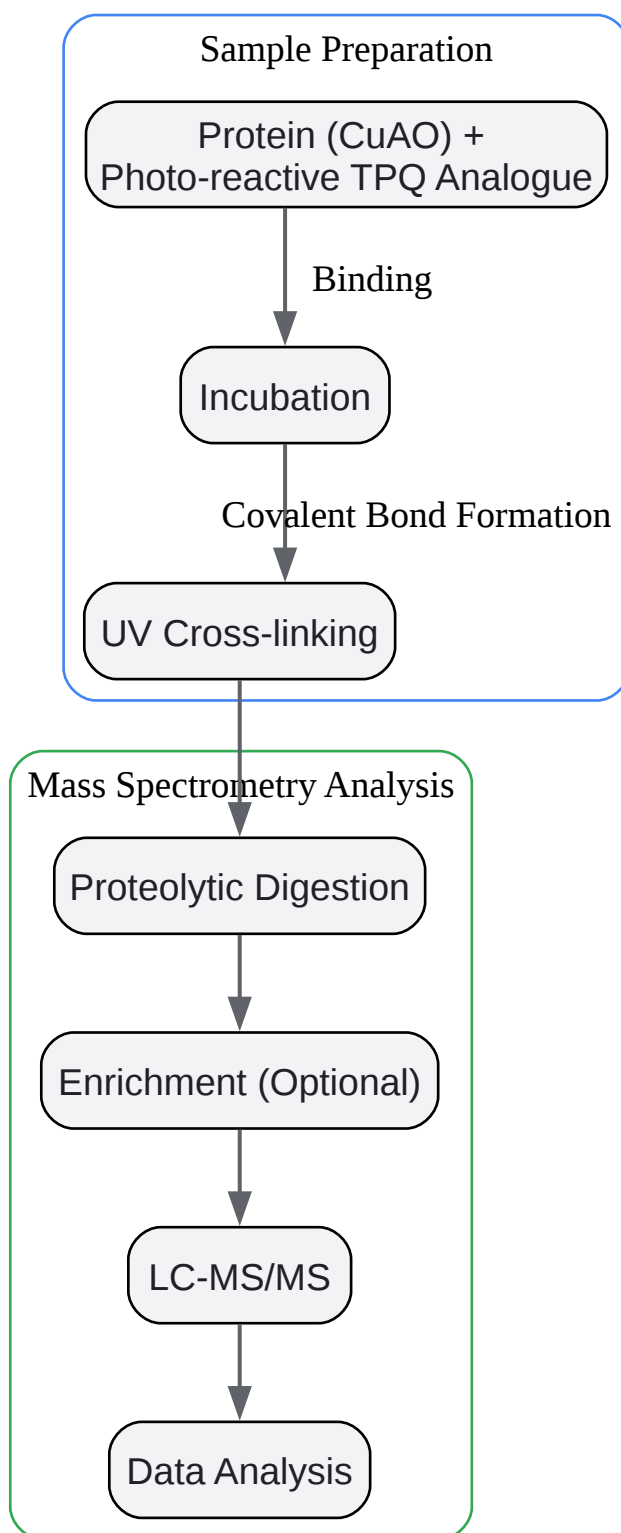 Sample Preparation
Protein (CuAO) +
Photo-reactive TPQ Analogue
Binding
Incubation
Covalent Bond Formation
UV Cross-linking
Mass Spectrometry Analysis
Proteolytic Digestion
Enrichment (Optional)
LC-MS/MS
Data Analysis